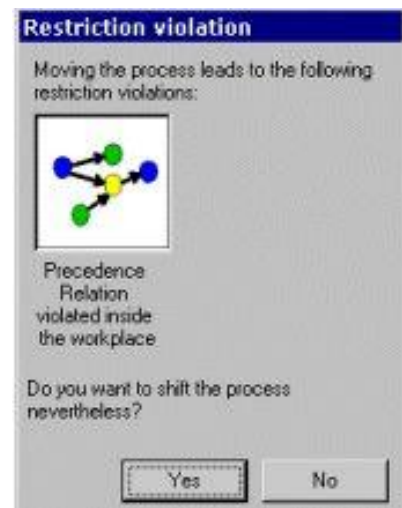 Restriction violation
Moving the process leads to the following
restriction violations:
Precedence
Relation
violated inside
the workplace
Do you want to shift the process
nevertheless?
Yes
No